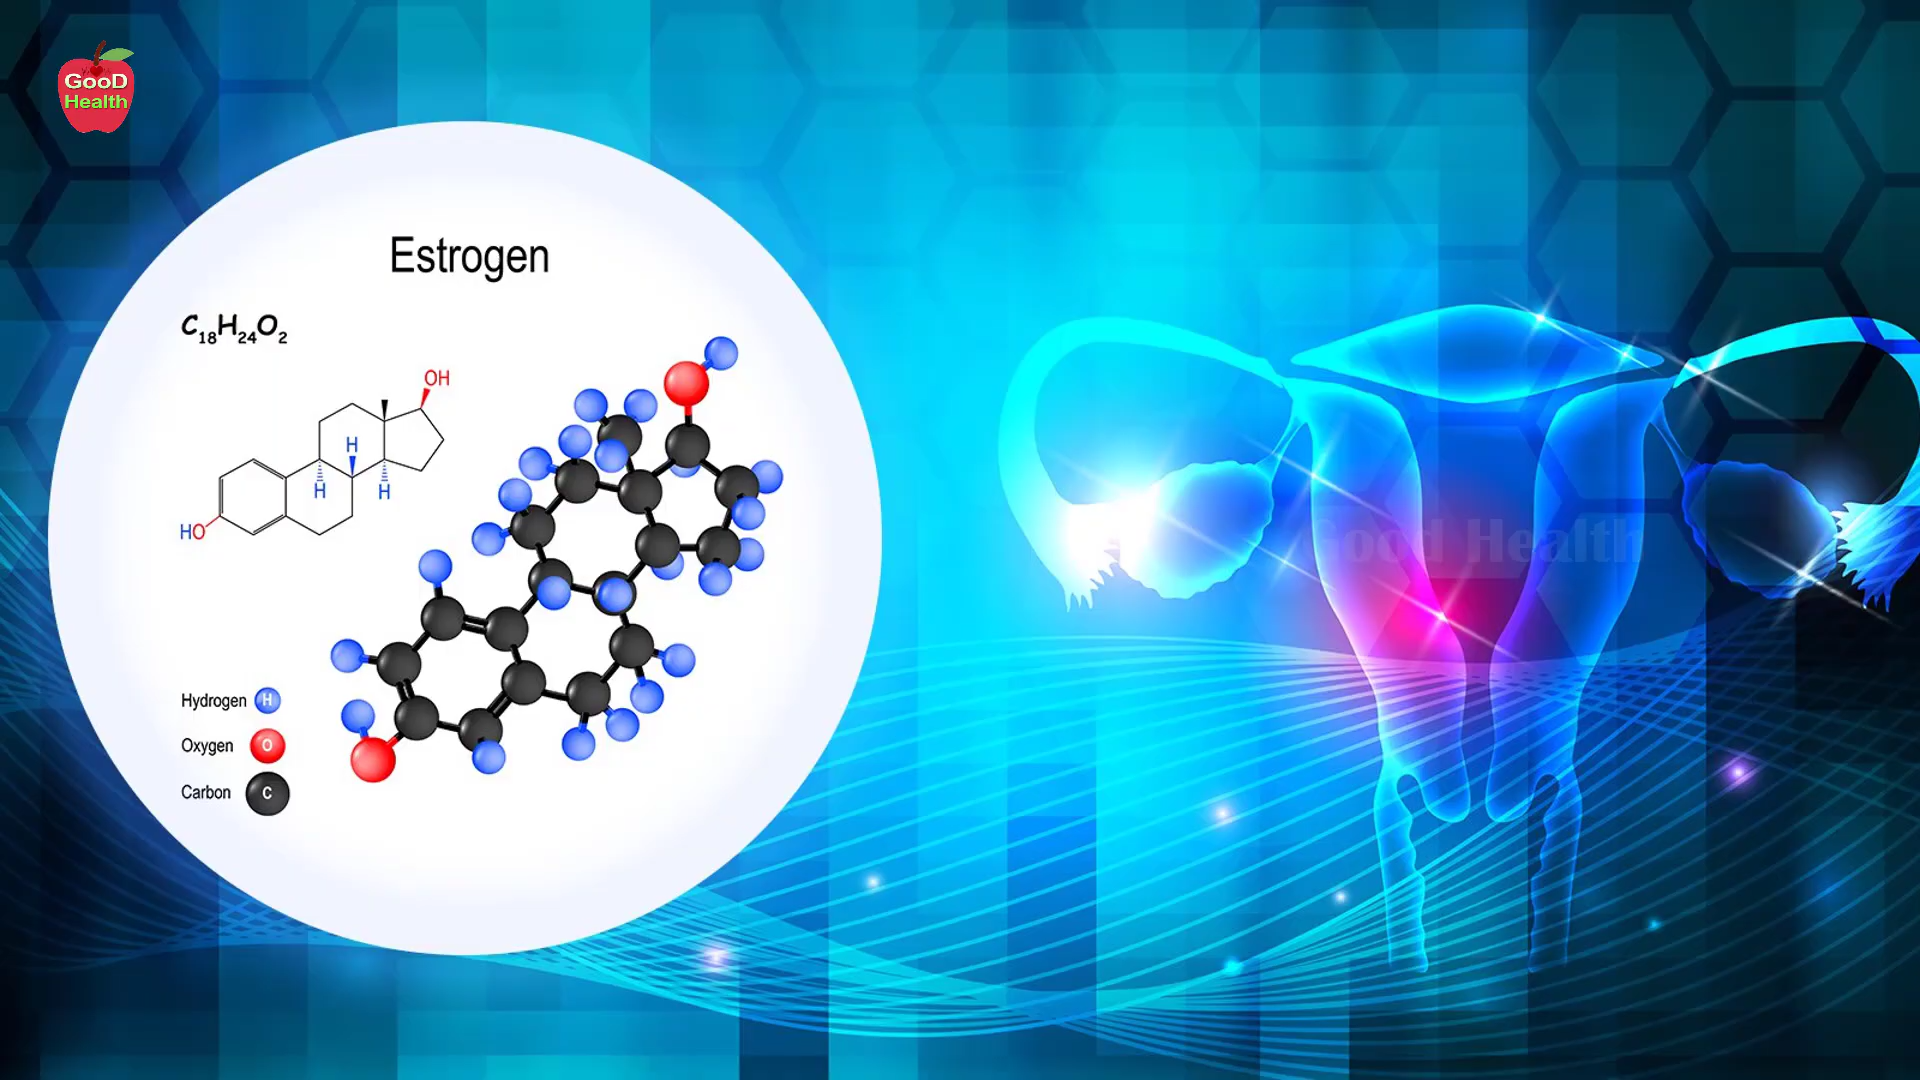 GooD
Health
Estrogen
C₁₈H₂₄O₂
OH
H
H
H
HO
Hydrogen H
Oxygen O
Carbon C
Good Health